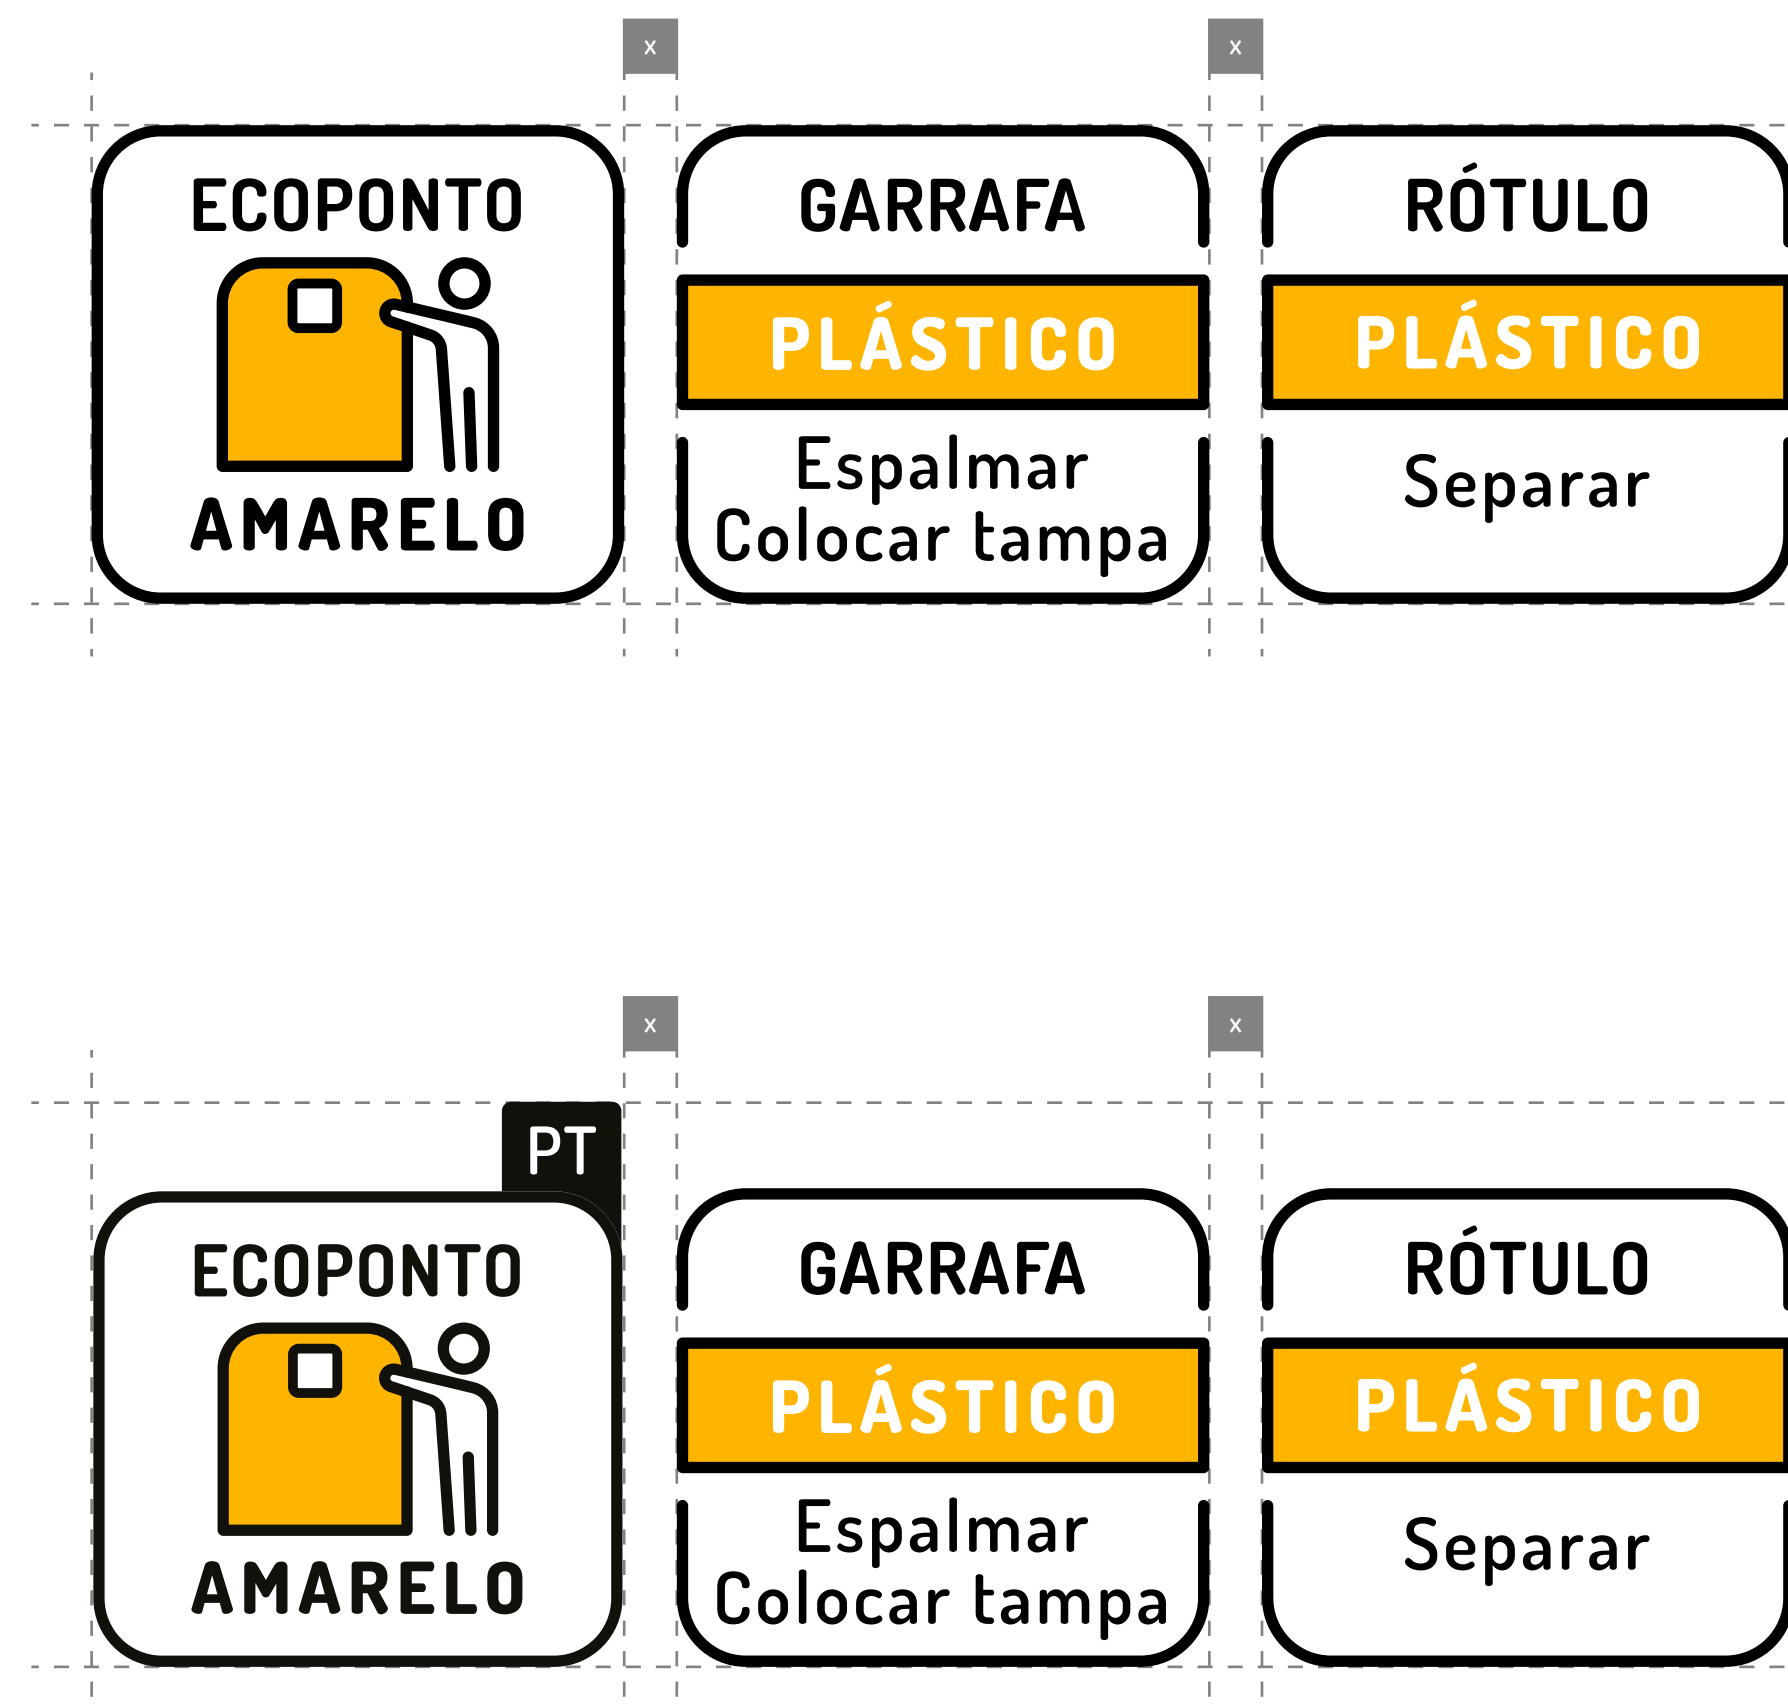 x
x
ECOPONTO
AMARELO
GARRAFA
PLÁSTICO
Espalmar
Colocar tampa
RÓTULO
PLÁSTICO
Separar
x
x
PT
ECOPONTO
AMARELO
GARRAFA
PLÁSTICO
Espalmar
Colocar tampa
RÓTULO
PLÁSTICO
Separar